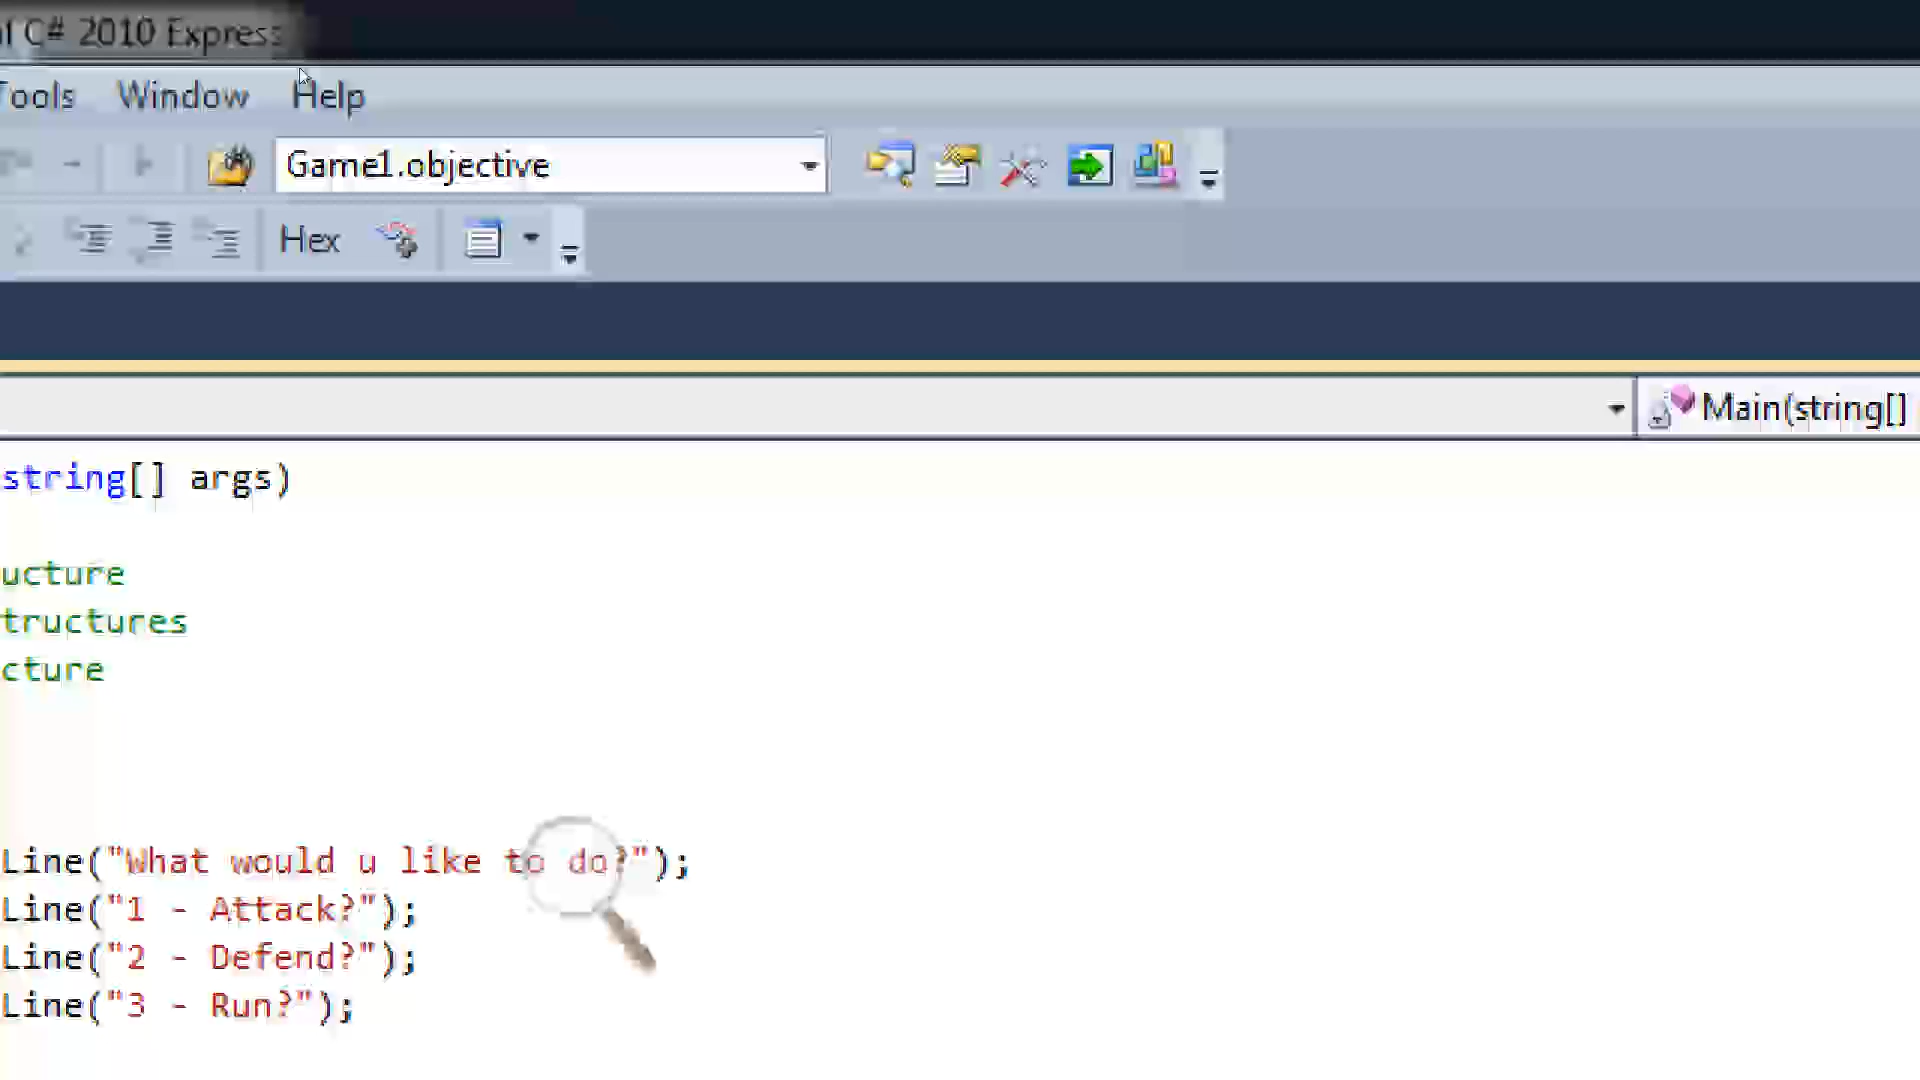 C# 2010 Express
Tools Window Help
Game1.objective
Hex
Main(string[]
string[] args)
ucture
tructures
cture
Line("What would u like to do?");
Line("1 - Attack?");
Line("2 - Defend?");
Line("3 - Run?");